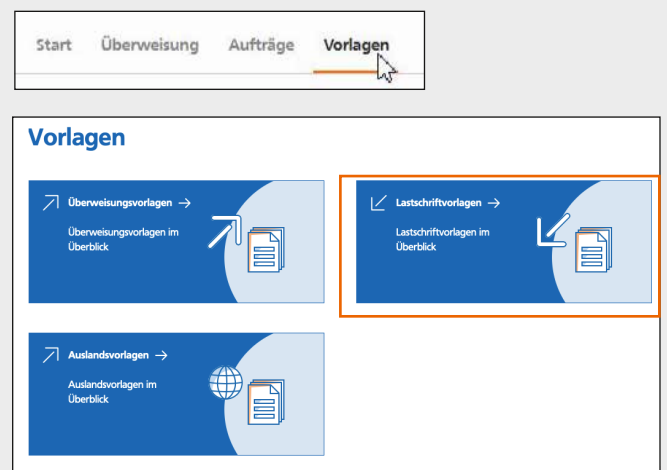 Start Überweisung Aufträge Vorlagen
Vorlagen
Überweisungsvorlagen →
Überweisungsvorlagen im
Überblick
Lastschriftvorlagen →
Lastschriftvorlagen im
Überblick
Auslandsvorlagen →
Auslandsvorlagen im
Überblick